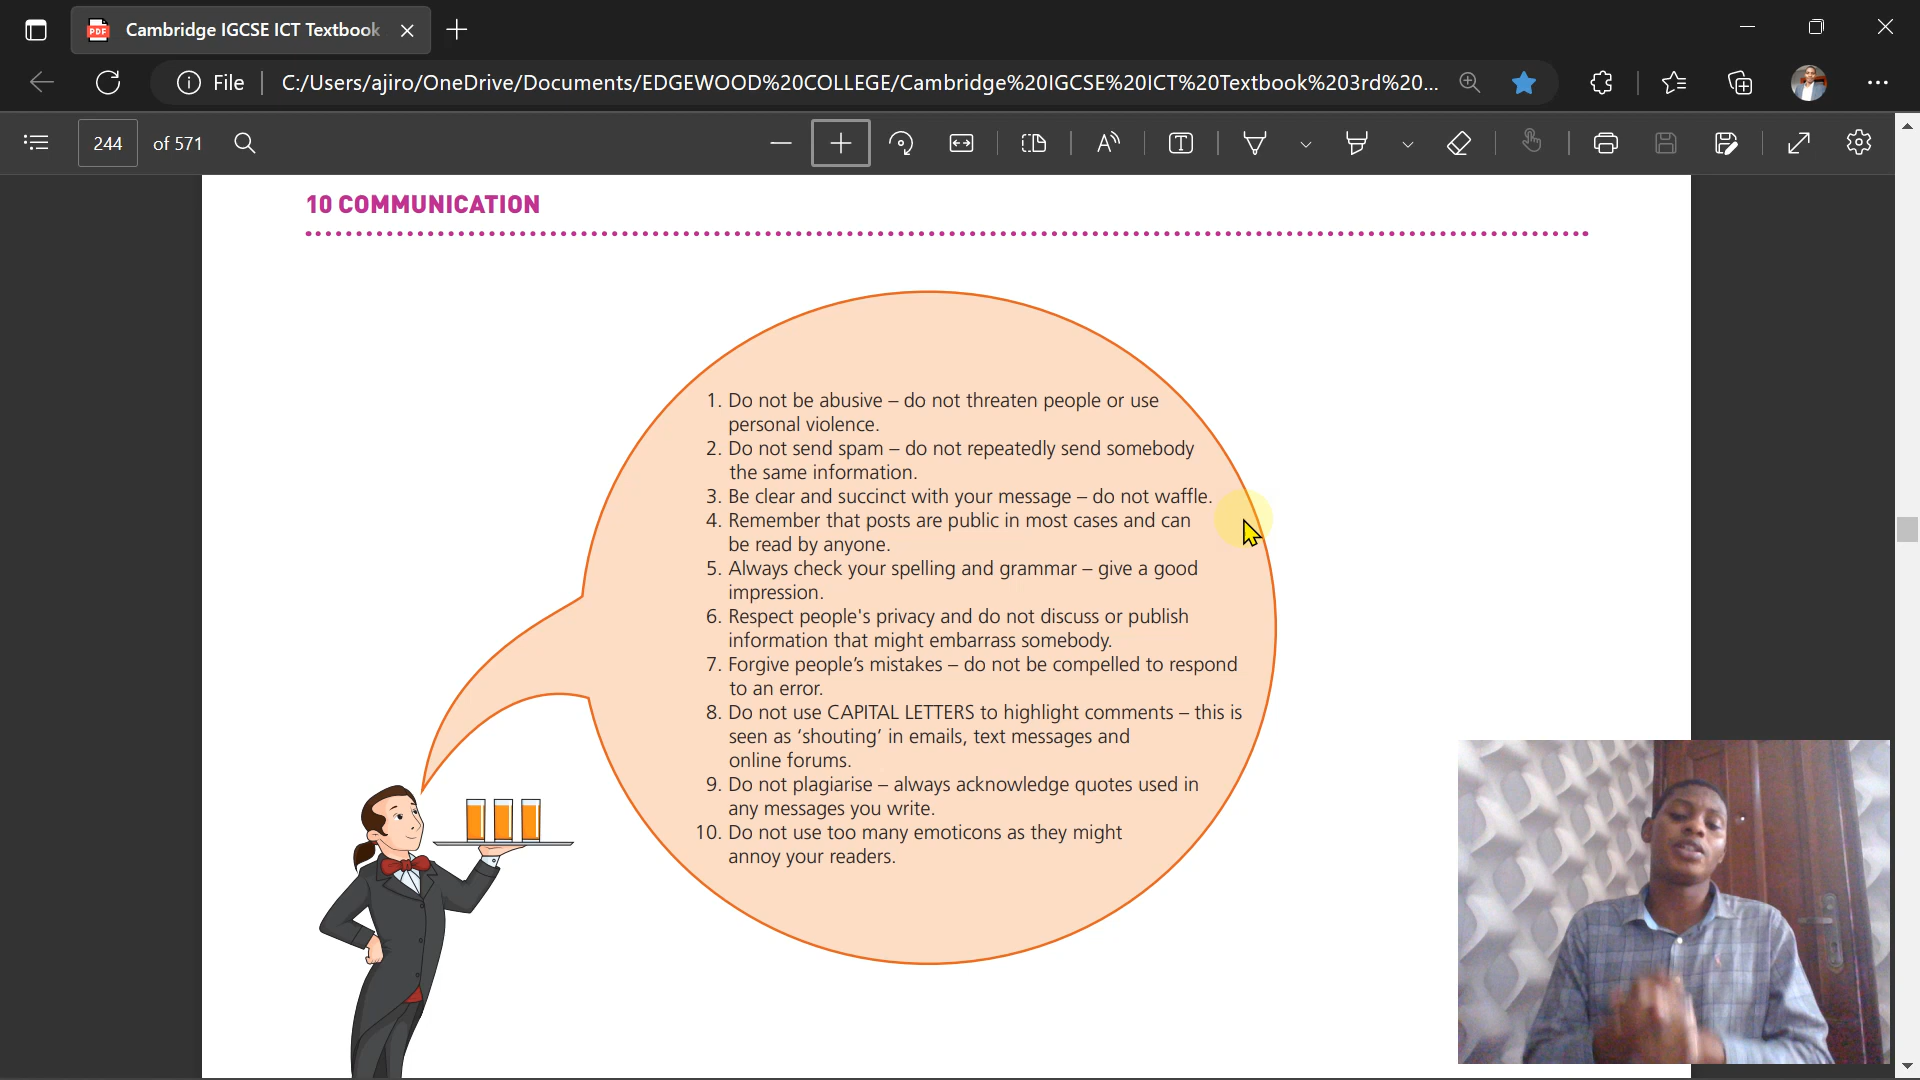 Cambridge IGCSE ICT Textbook
File
C:/Users/ajiro/OneDrive/Documents/EDGEWOOD%20COLLEGE/Cambridge%20IGCSE%20ICT%20Textbook%203rd%20...
244 of 571
10 COMMUNICATION
1. Do not be abusive – do not threaten people or use
personal violence.
2. Do not send spam – do not repeatedly send somebody
the same information.
3. Be clear and succinct with your message – do not waffle.
4. Remember that posts are public in most cases and can
be read by anyone.
5. Always check your spelling and grammar – give a good
impression.
6. Respect people's privacy and do not discuss or publish
information that might embarrass somebody.
7. Forgive people’s mistakes – do not be compelled to respond
to an error.
8. Do not use CAPITAL LETTERS to highlight comments – this is
seen as ‘shouting’ in emails, text messages and
online forums.
9. Do not plagiarise – always acknowledge quotes used in
any messages you write.
10. Do not use too many emoticons as they might
annoy your readers.